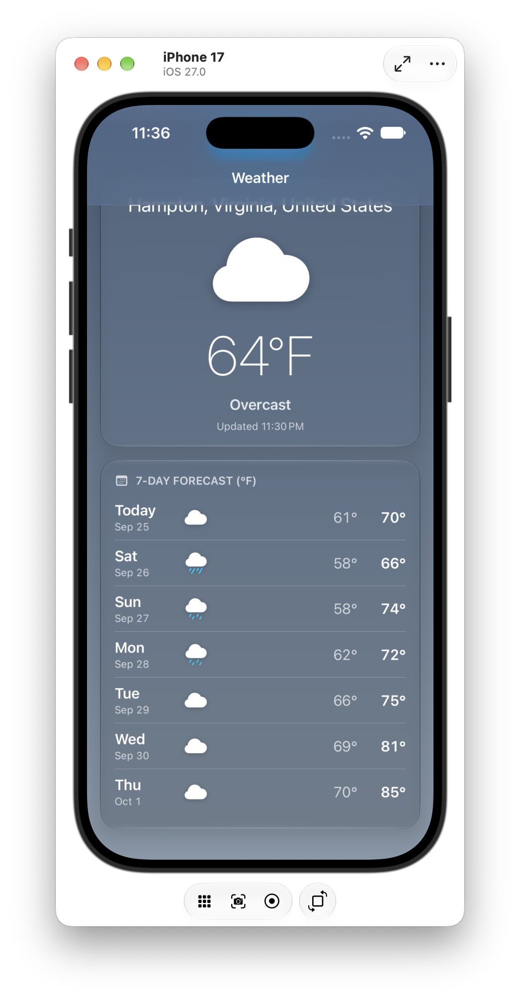 iPhone 17
iOS 27.0
11:36
Weather
Hampton, Virginia, United States
64°F
Overcast
Updated 11:30 PM
7-DAY FORECAST (°F)
Today 61° 70°
Sep 25
Sat 58° 66°
Sep 26
Sun 58° 74°
Sep 27
Mon 62° 72°
Sep 28
Tue 66° 75°
Sep 29
Wed 69° 81°
Sep 30
Thu 70° 85°
Oct 1